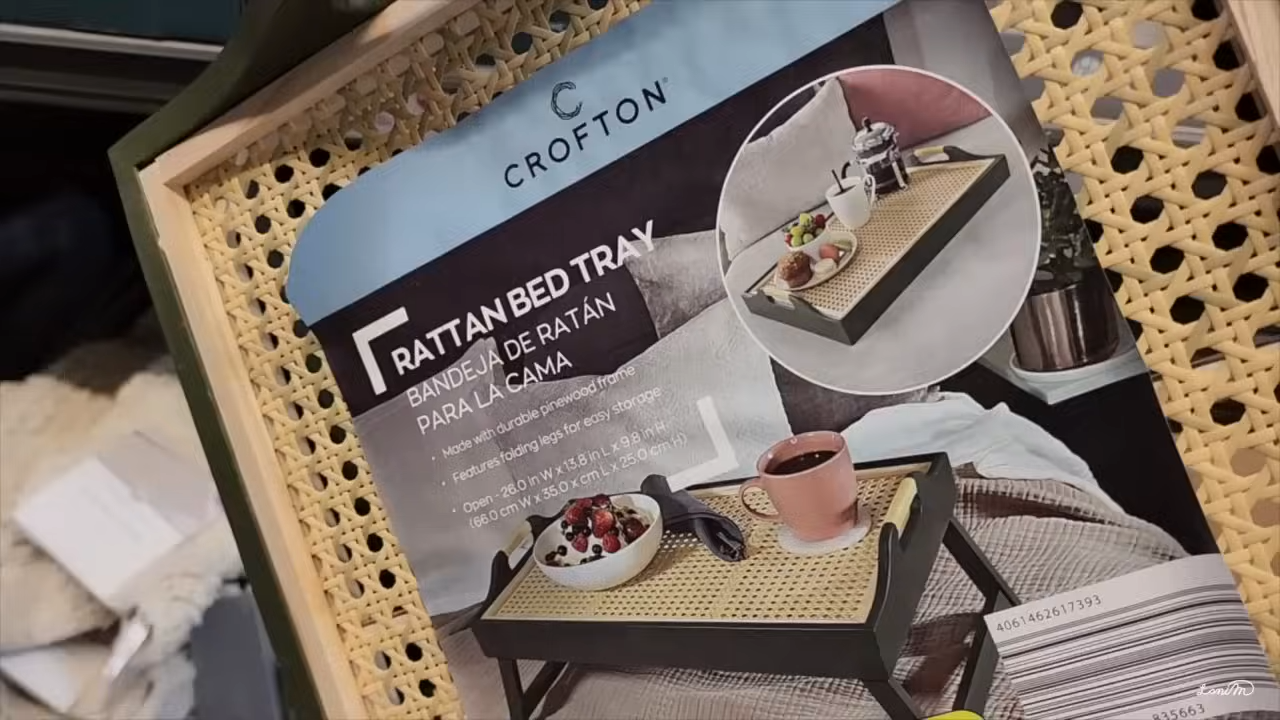 CROFTON®
RATTAN BED TRAY
BANDEJA DE RATÁN
PARA LA CAMA
• Made with durable pinewood frame
• Features folding legs for easy storage
• Open - 26.0 in W x 13.8 in L x 9.8 in H
(66.0 cm W x 35.0 x cm L x 25.0 cm H)
4061462617393
835663